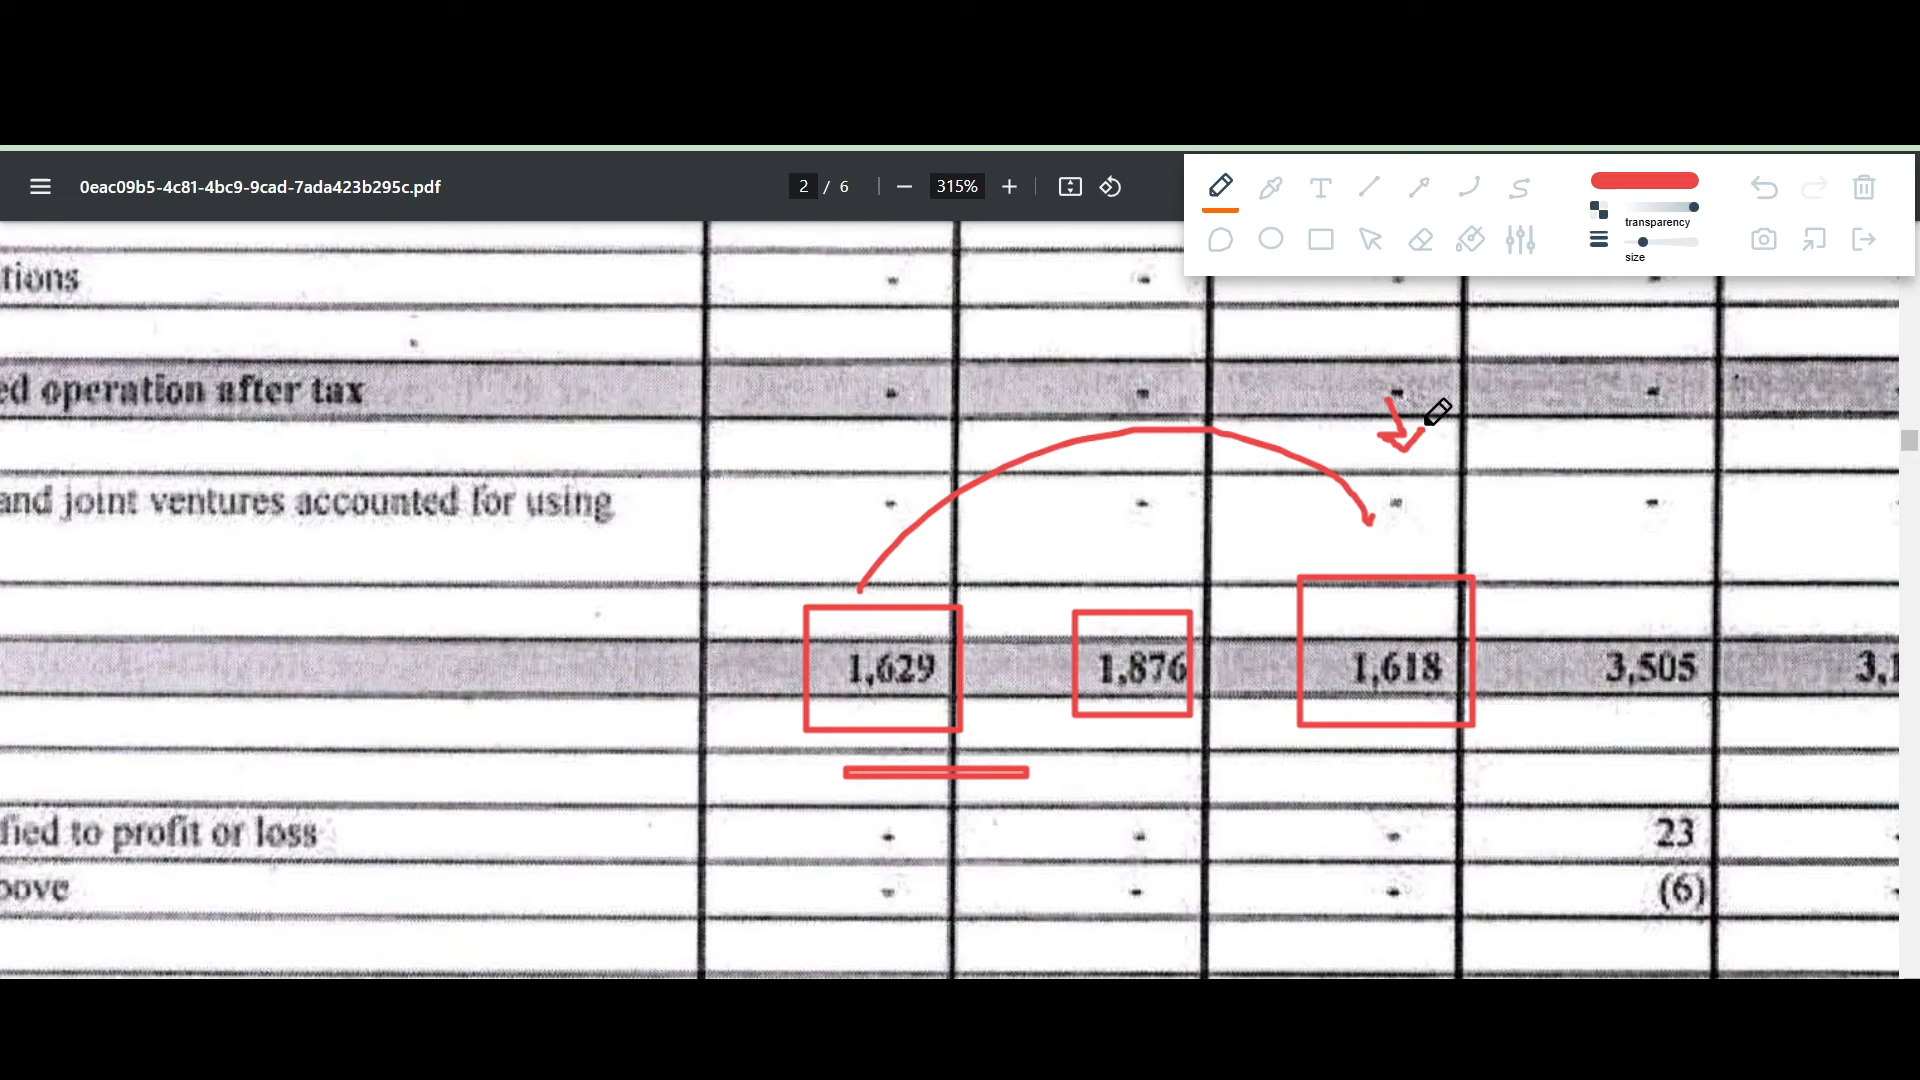 0eac09b5-4c81-4bc9-9cad-7ada423b295c.pdf
2 / 6
315%
transparency
size
tions - - - -
ed operation after tax - - - -
and joint ventures accounted for using - - - -
1,629 1,876 1,618 3,505 3,1
fied to profit or loss - - - 23 -
bove - - - (6) -